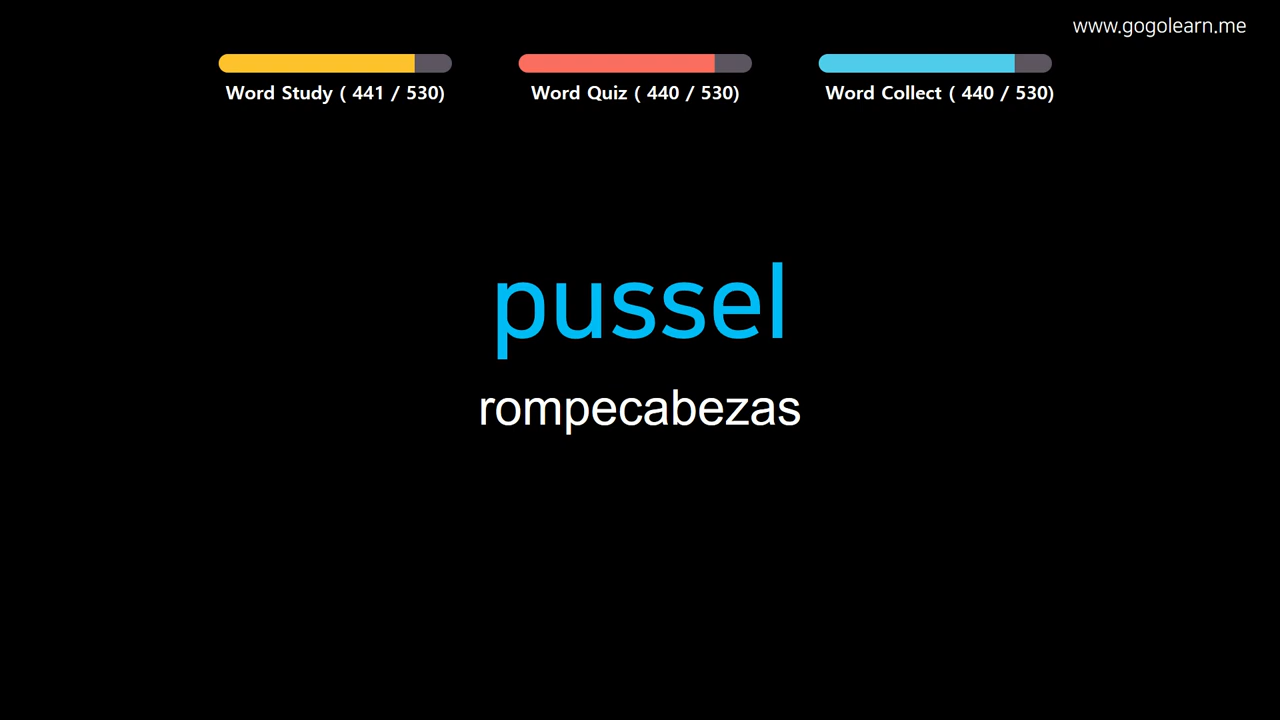 www.gogolearn.me
Word Study ( 441 / 530)
Word Quiz ( 440 / 530)
Word Collect ( 440 / 530)
pussel
rompecabezas